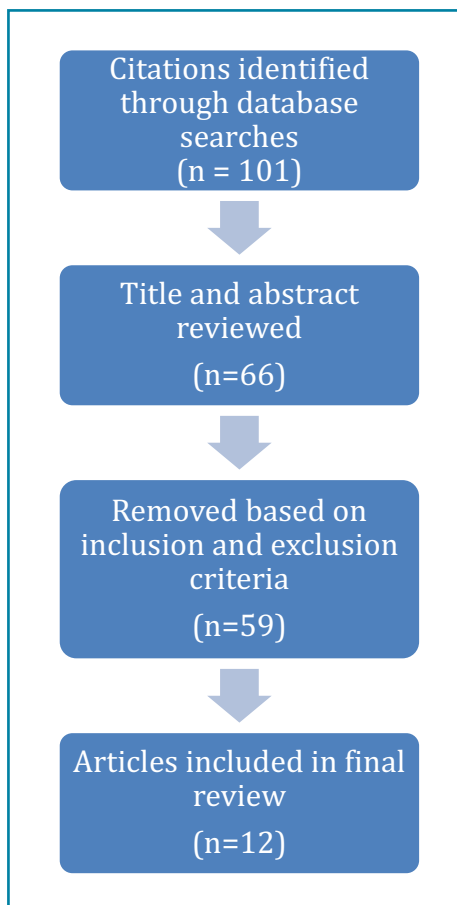 Citations identified
through database
searches
(n = 101)
Title and abstract
reviewed
(n=66)
Removed based on
inclusion and exclusion
criteria
(n=59)
Articles included in final
review
(n=12)